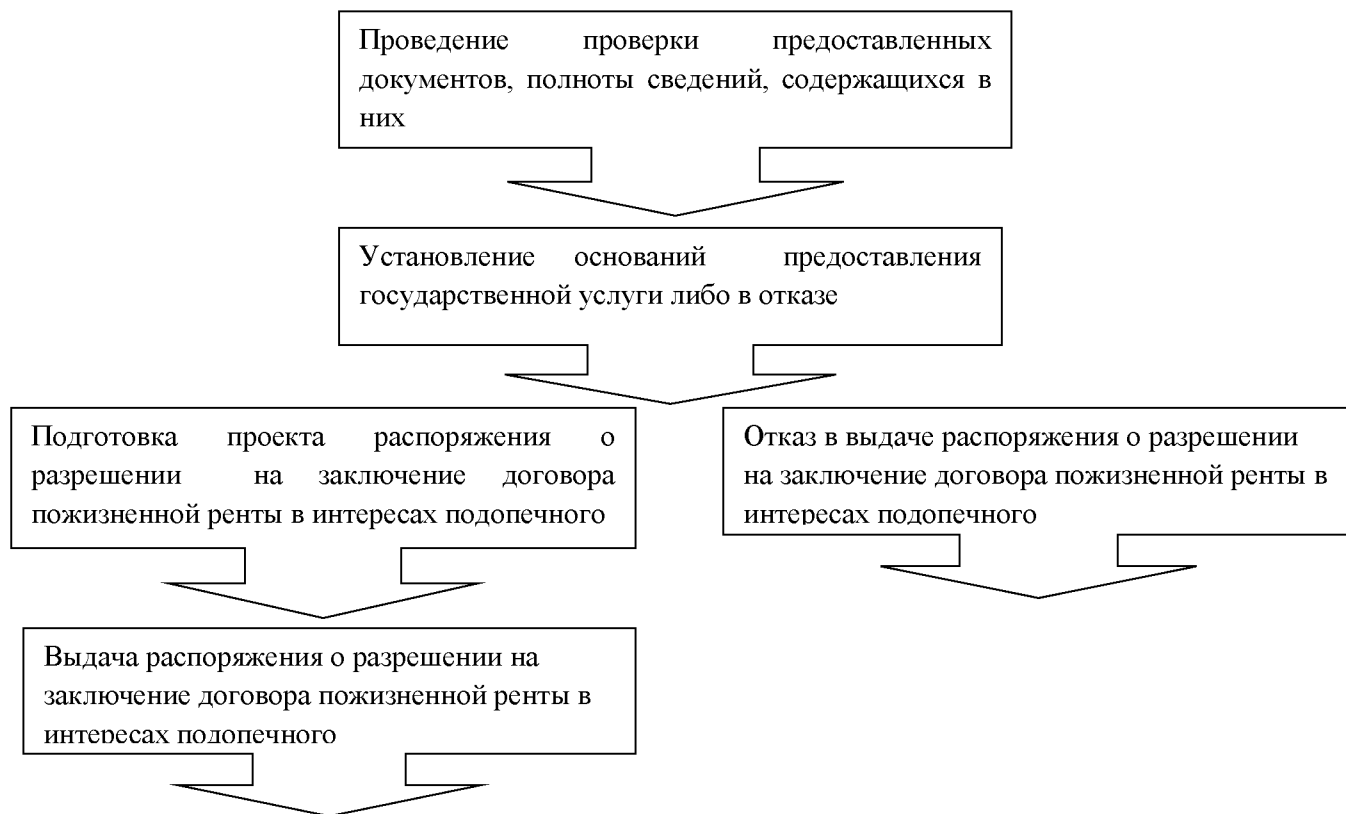 Проведение проверки предоставленных
документов, полноты сведений, содержащихся в
них
Установление оснований предоставления
государственной услуги либо в отказе
Подготовка проекта распоряжения о
разрешении на заключение договора
пожизненной ренты в интересах подопечного
Отказ в выдаче распоряжения о разрешении
на заключение договора пожизненной ренты в
интересах подопечного
Выдача распоряжения о разрешении на
заключение договора пожизненной ренты в
интересах подопечного